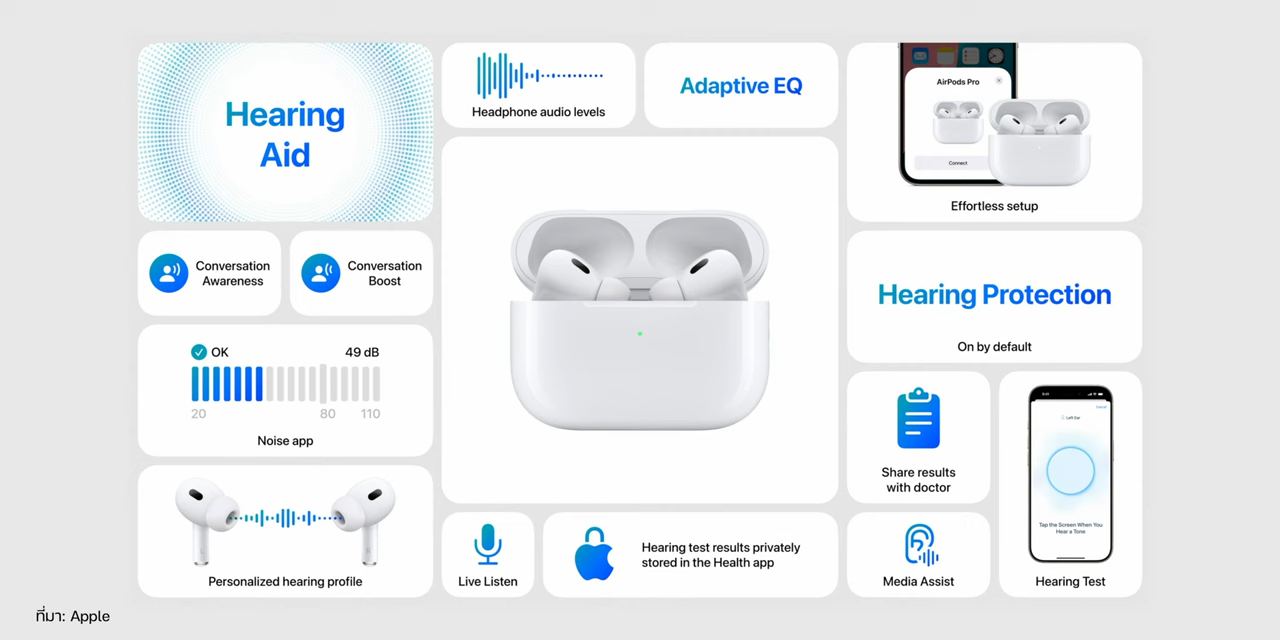 Hearing
Aid
Headphone audio levels
Adaptive EQ
AirPods Pro
Connect
Effortless setup
Conversation
Awareness
Conversation
Boost
Hearing Protection
On by default
OK
49 dB
20
80
110
Noise app
Share results
with doctor
Left Ear
Tap the Screen When You
Hear a Tone
Hearing Test
Personalized hearing profile
Live Listen
Hearing test results privately
stored in the Health app
Media Assist
ที่มา: Apple